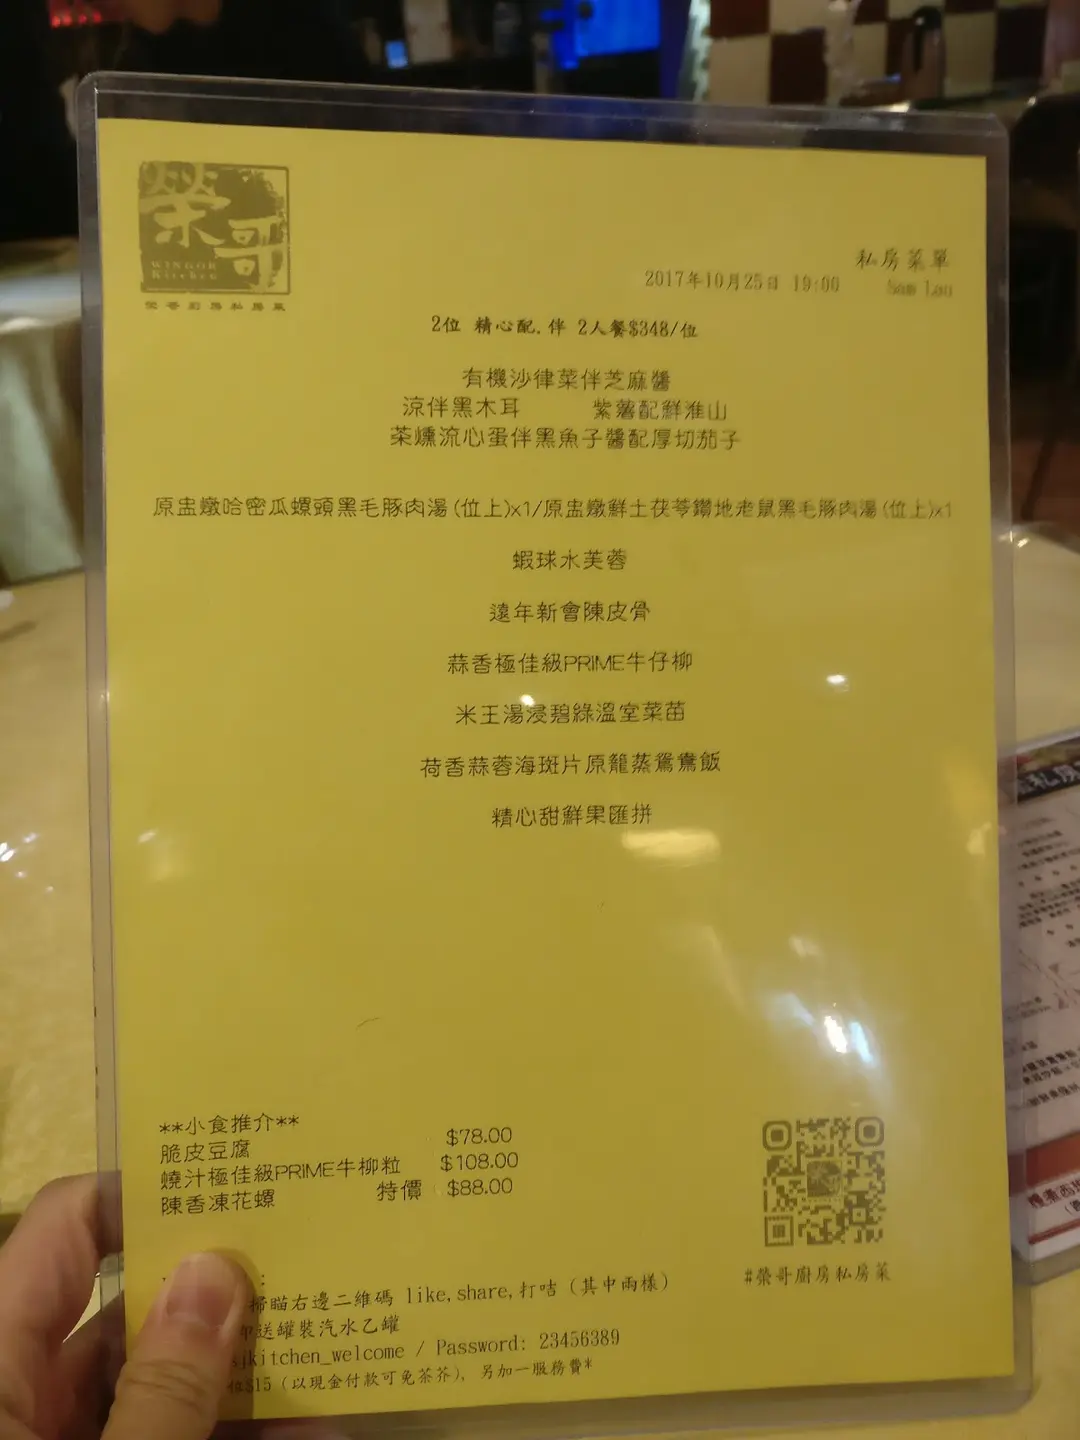 榮哥
WINGOR
Kitchen
榮哥廚房私房菜
私房菜單
2017年10月25日 19:00
Sam Lau
2位 精心配.伴 2人餐$348/位
有機沙律菜伴芝麻醬
涼伴黑木耳 紫薯配鮮淮山
茶燻流心蛋伴黑魚子醬配厚切茄子
原盅燉哈密瓜螺頭黑毛豚肉湯(位上)x1/原盅燉鮮土茯苓鑽地老鼠黑毛豚肉湯(位上)x1
蝦球水芙蓉
遠年新會陳皮骨
蒜香極佳級PRIME牛仔柳
米王湯浸碧綠溫室菜苗
荷香蒜蓉海斑片原籠蒸鴛鴦飯
精心甜鮮果匯拼
**小食推介**
脆皮豆腐 $78.00
燒汁極佳級PRIME牛柳粒 $108.00
陳香凍花螺 特價 $88.00
#榮哥廚房私房菜
掃瞄右邊二維碼 like,share,打咭 (其中兩樣)
即送罐裝汽水乙罐
kitchen_welcome / Password: 23456389
位$15 (以現金付款可免茶芥), 另加一服務費*